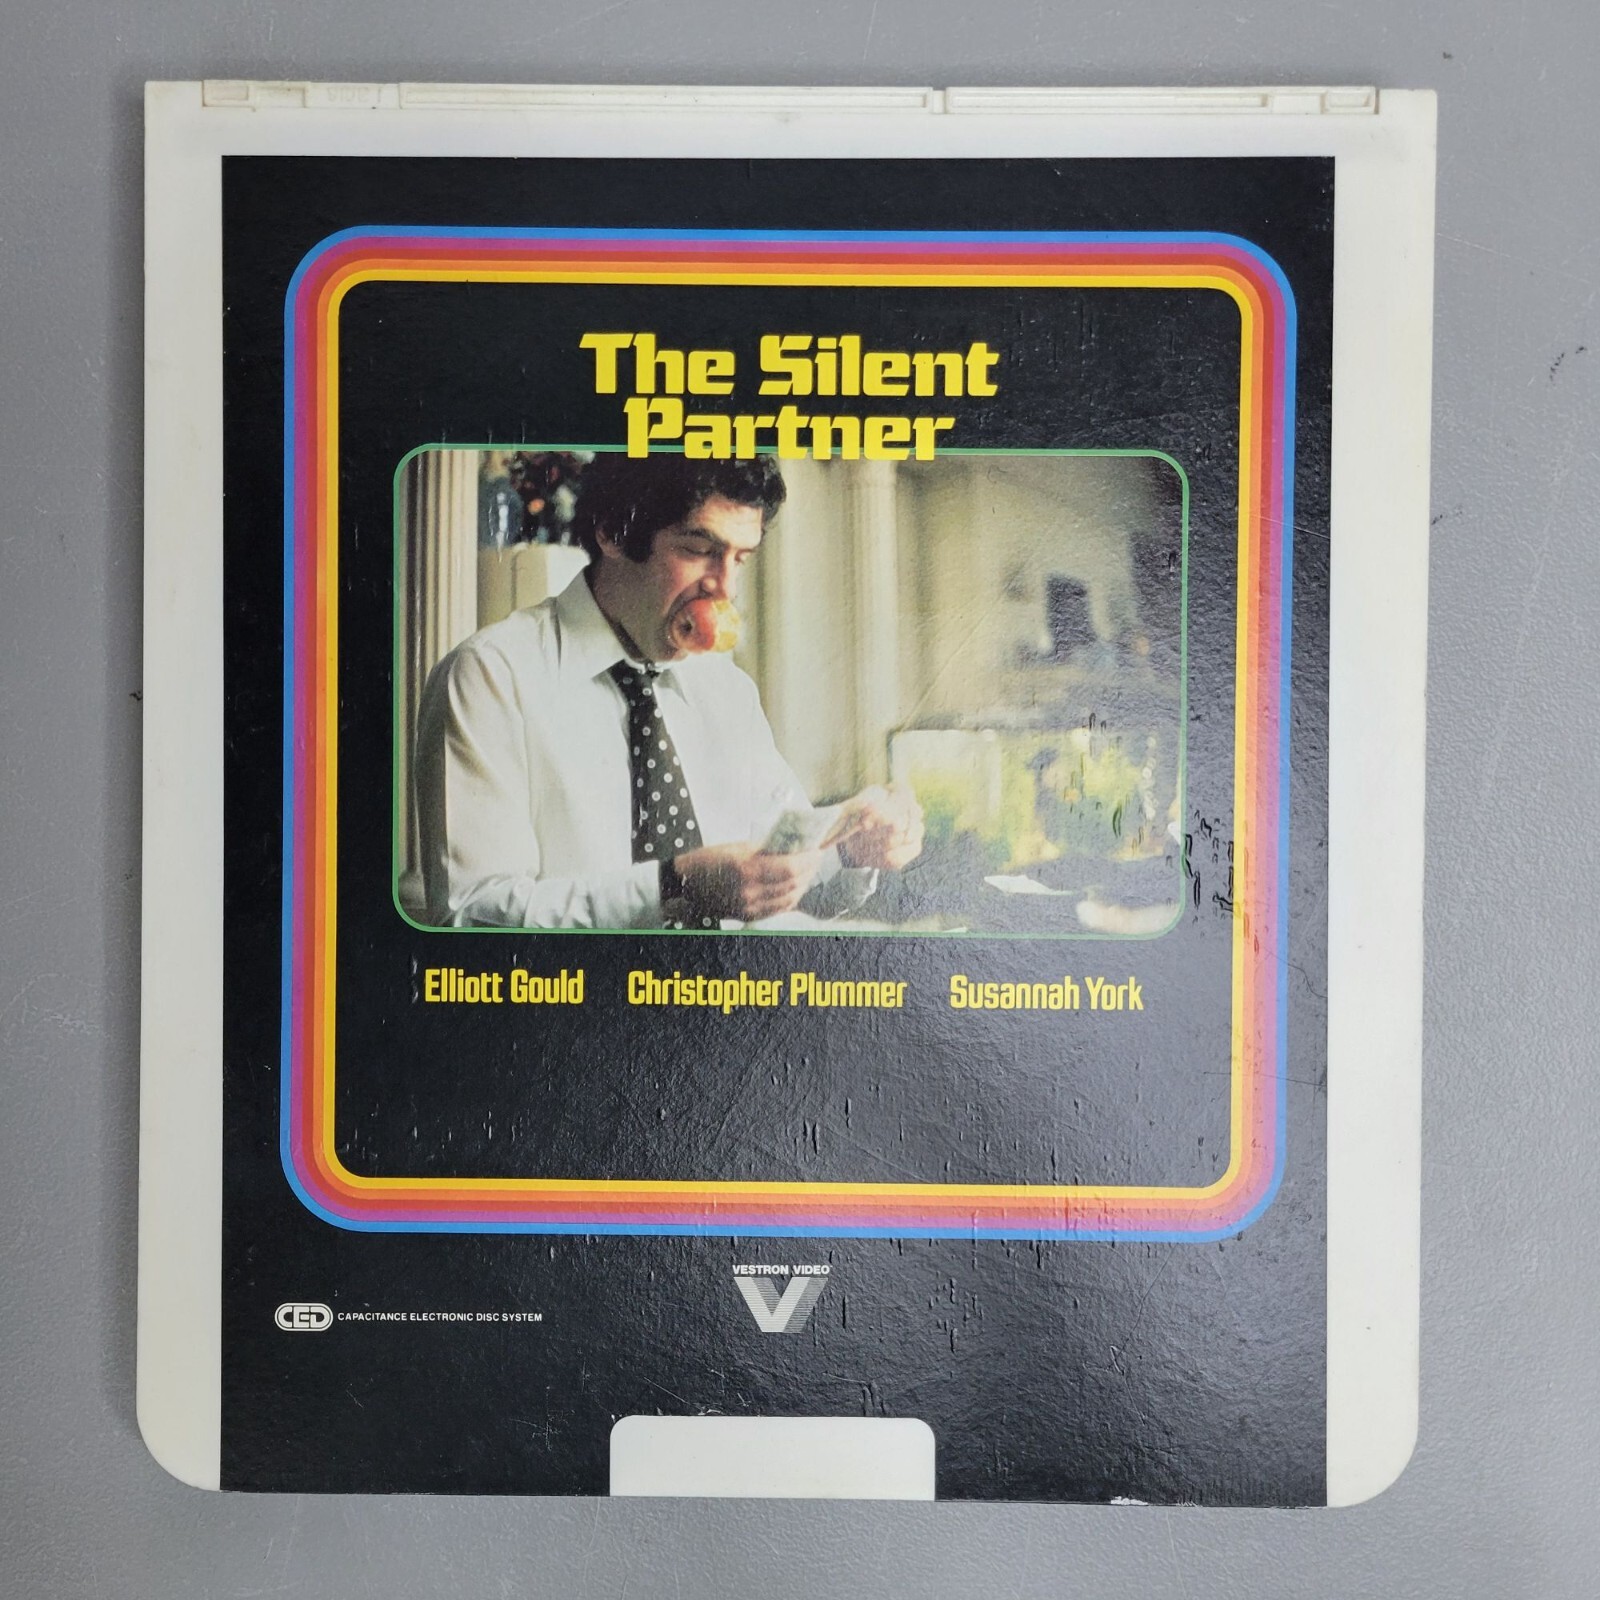 The Silent
Partner
Elliott Gould Christopher Plummer Susannah York
VESTRON VIDEO
V
CED CAPACITANCE ELECTRONIC DISC SYSTEM